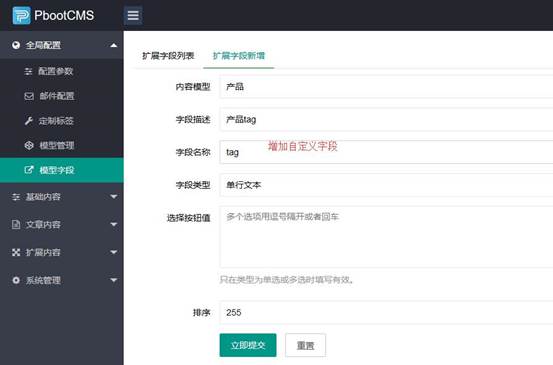 PbootCMS
全局配置
配置参数
邮件配置
定制标签
模型管理
模型字段
基础内容
文章内容
扩展内容
系统管理
扩展字段列表 扩展字段新增
内容模型 产品
字段描述 产品tag
字段名称 tag 增加自定义字段
字段类型 单行文本
选择按钮值 多个选项用逗号隔开或者回车
只在类型为单选或多选时填写有效。
排序 255
立即提交 重置